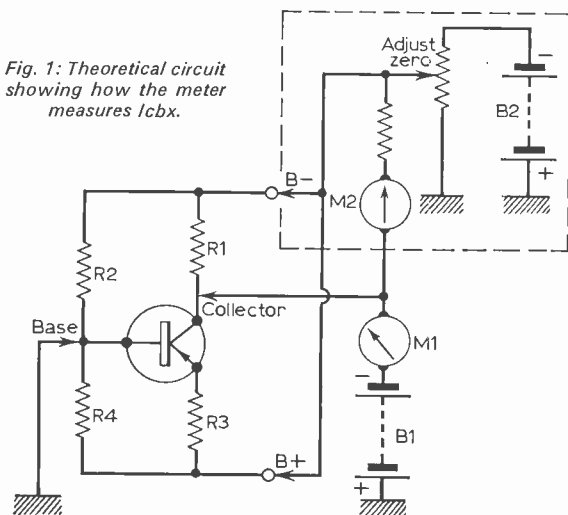 Fig. 1: Theoretical circuit
showing how the meter
measures Icbx.
Adjust
zero
-
B2
+
B-
M2
R1
R2
Collector
Base
M1
-
R4
R3
B1
B+
+